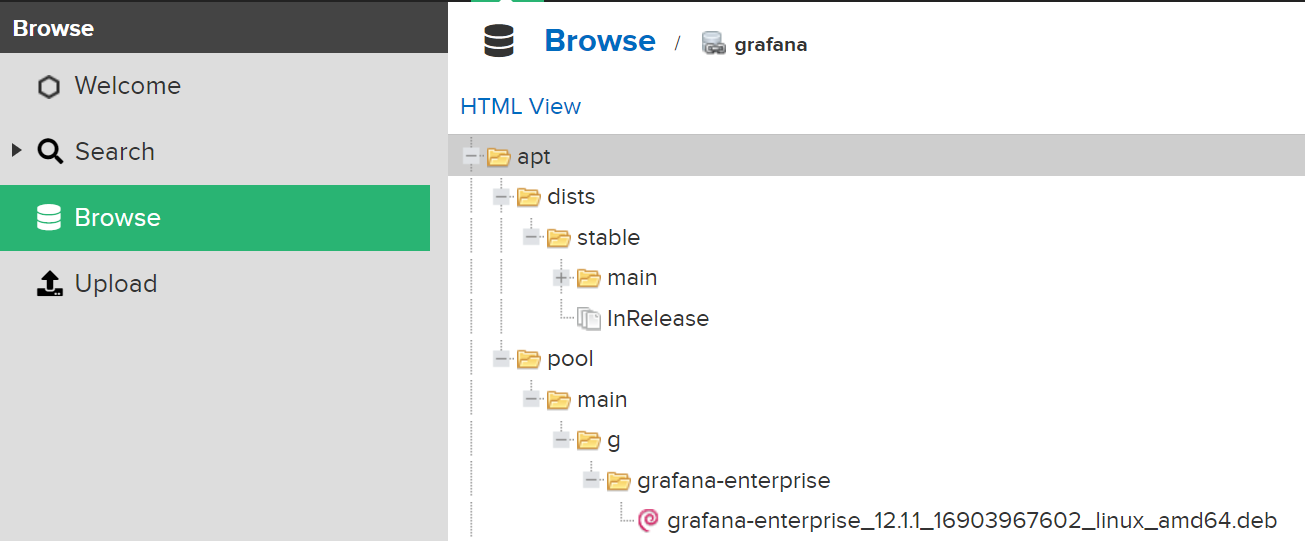 Browse
Welcome
Search
Browse
Upload
Browse / grafana
HTML View
apt
dists
stable
main
InRelease
pool
main
g
grafana-enterprise
grafana-enterprise_12.1.1_16903967602_linux_amd64.deb